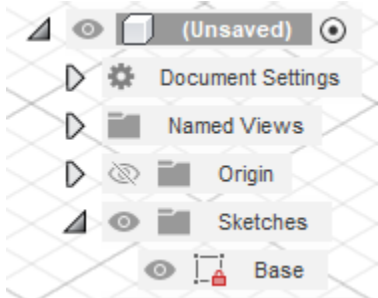 (Unsaved)
Document Settings
Named Views
Origin
Sketches
Base